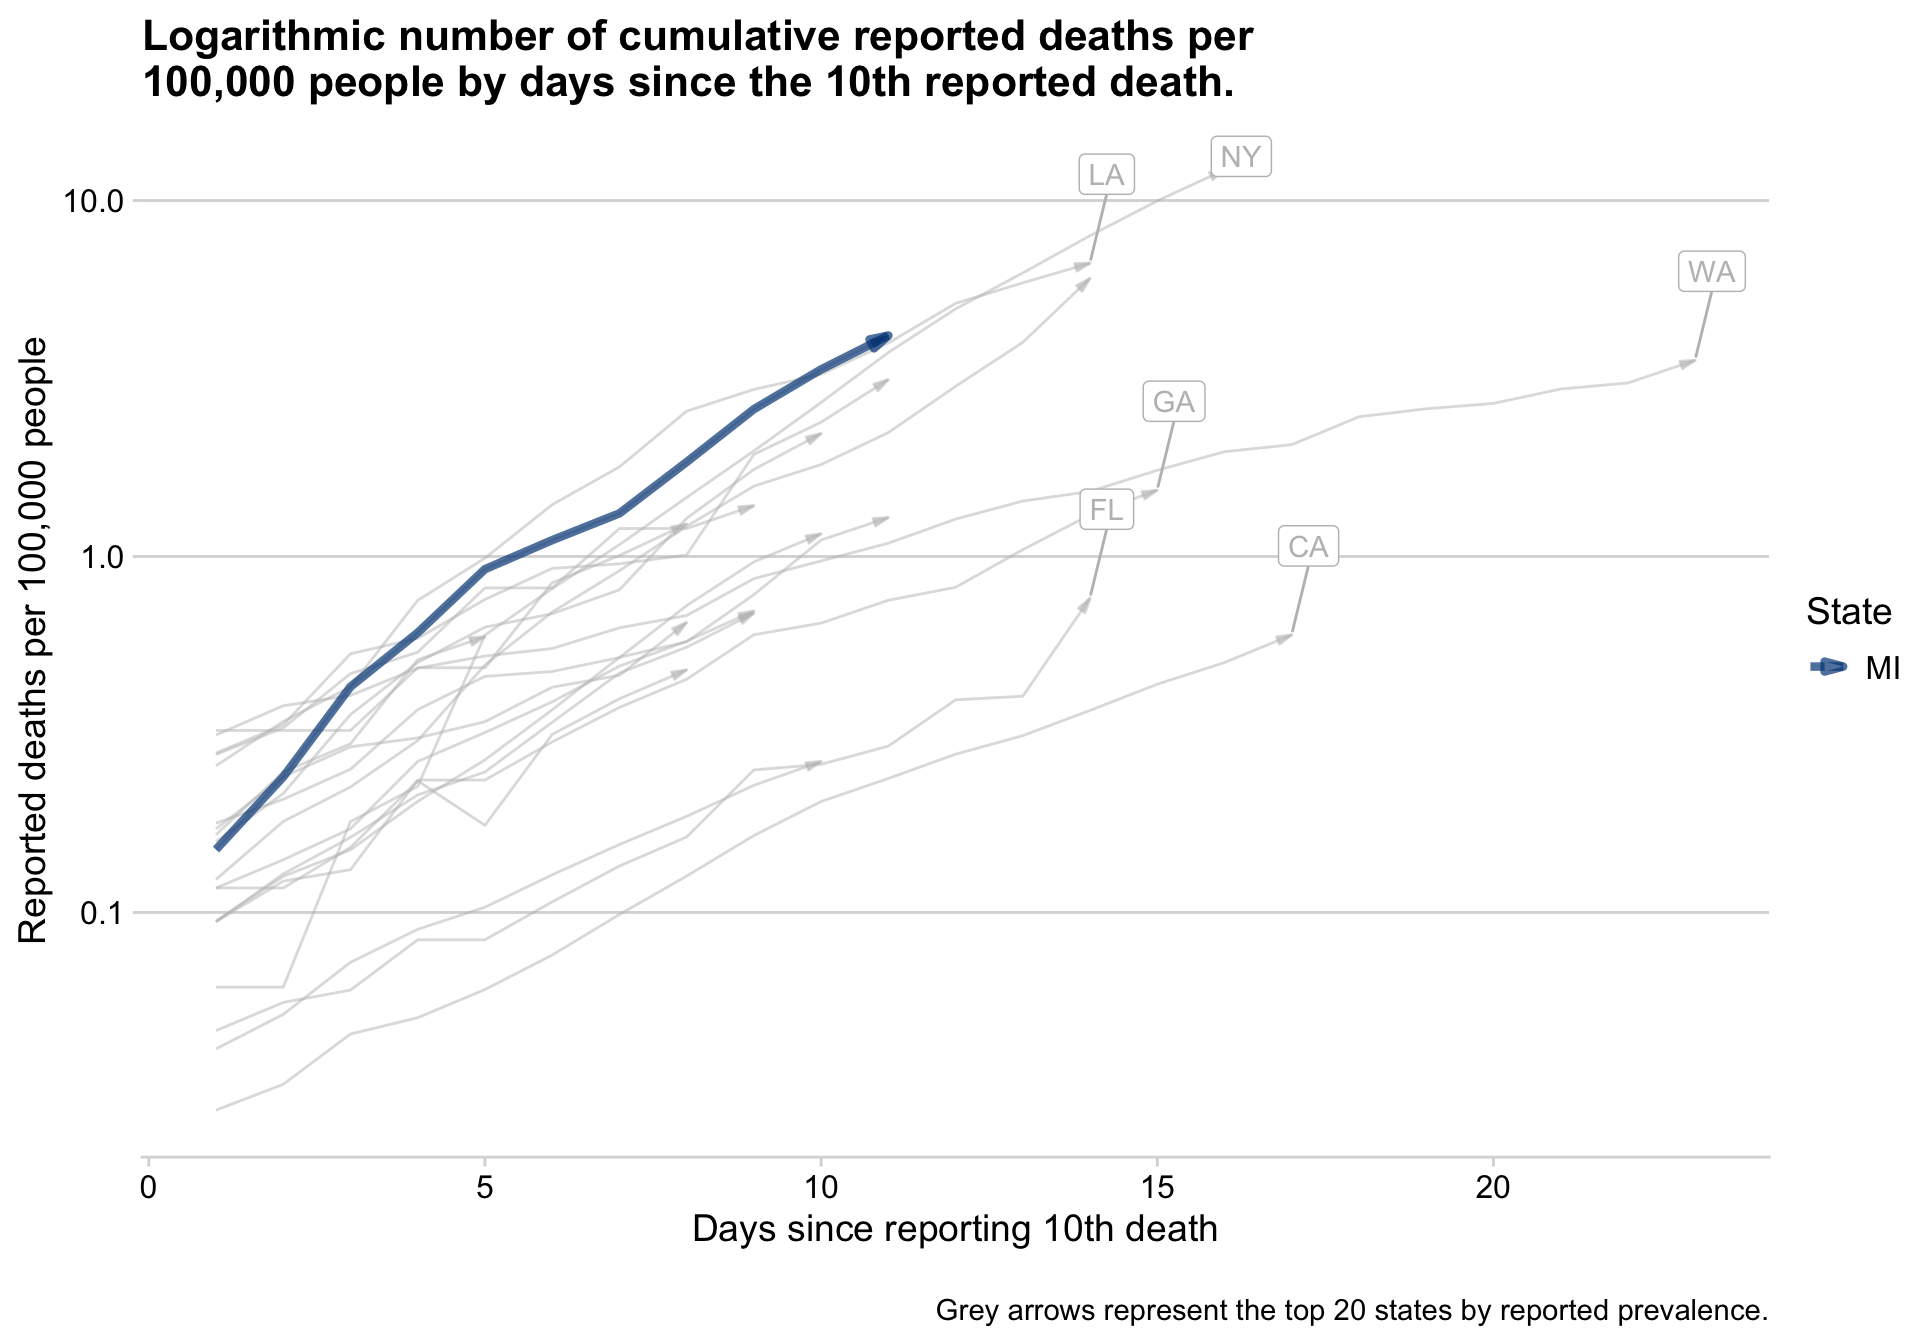 Logarithmic number of cumulative reported deaths per
100,000 people by days since the 10th reported death.
NY
LA
10.0
WA
GA
FL
CA
1.0
0.1
Reported deaths per 100,000 people
State
MI
0
5
10
15
20
Days since reporting 10th death
Grey arrows represent the top 20 states by reported prevalence.